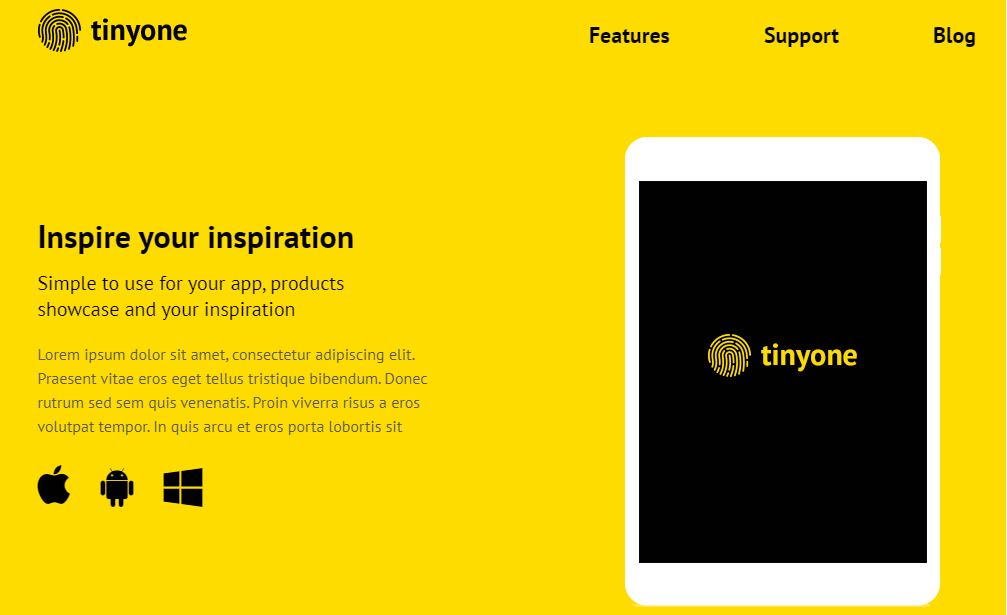 tinyone
Features
Support
Blog
Inspire your inspiration
Simple to use for your app, products
showcase and your inspiration
Lorem ipsum dolor sit amet, consectetur adipiscing elit.
Praesent vitae eros eget tellus tristique bibendum. Donec
rutrum sed sem quis venenatis. Proin viverra risus a eros
volutpat tempor. In quis arcu et eros porta lobortis sit
tinyone